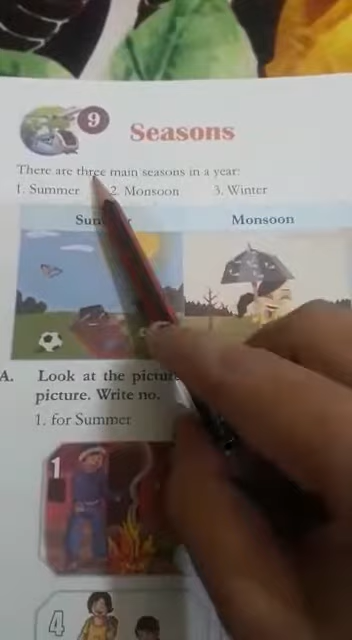 9
Seasons
There are three main seasons in a year:
1. Summer 2. Monsoon 3. Winter
Monsoon
A. Look at the picture
picture. Write no.
1. for Summer
1
4